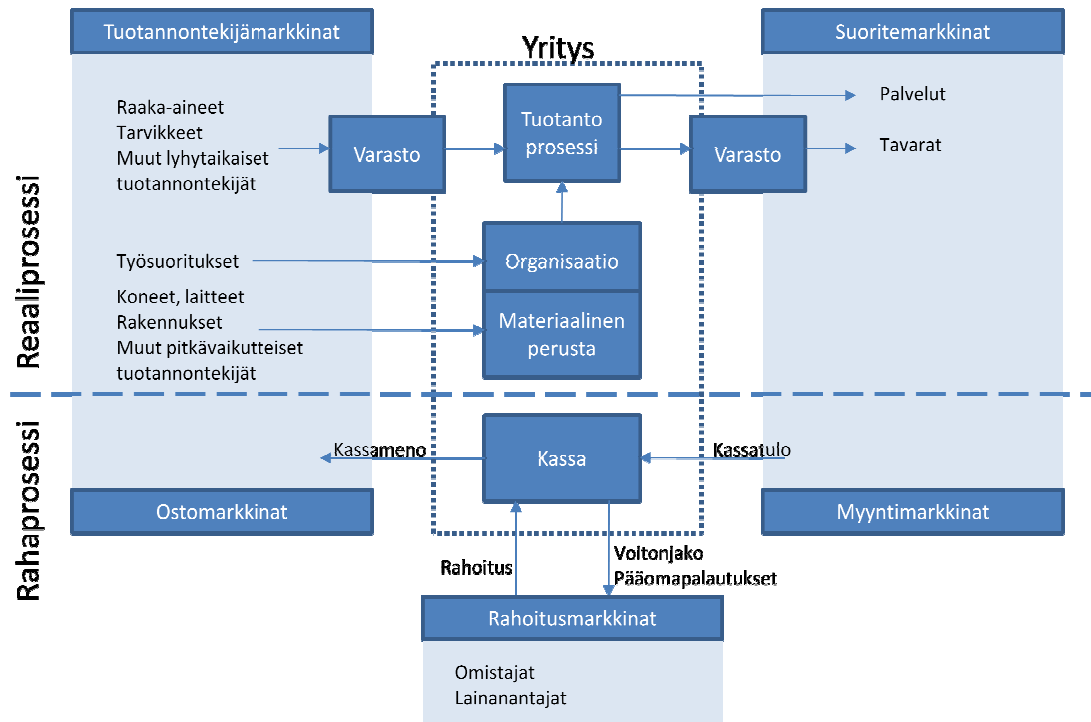 Tuotannontekijämarkkinat
Yritys
Suoritemarkkinat
Raaka-aineet
Tarvikkeet
Muut lyhytaikaiset
tuotannontekijät
Varasto
Tuotanto
prosessi
Varasto
Palvelut
Tavarat
Reaaliprosessi
Työsuoritukset
Organisaatio
Koneet, laitteet
Rakennukset
Muut pitkävaikutteiset
tuotannontekijät
Materiaalinen
perusta
Rahaprosessi
Kassameno
Kassa
Kassatulo
Ostomarkkinat
Myyntimarkkinat
Rahoitus
Voitonjako
Pääomapalautukset
Rahoitusmarkkinat
Omistajat
Lainanantajat